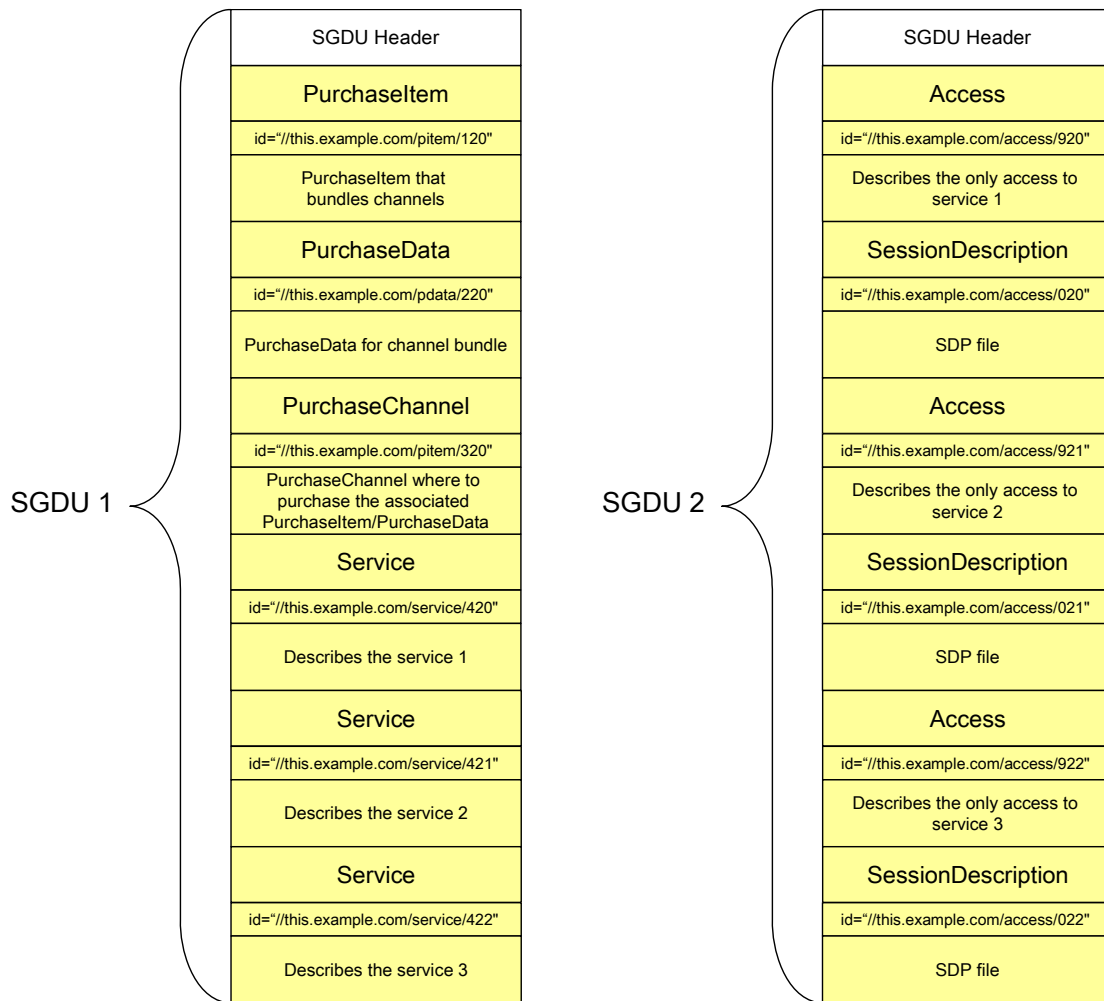 SGDU 1
SGDU Header
PurchaseItem
id=“//this.example.com/pitem/120"
PurchaseItem that
bundles channels
PurchaseData
id=“//this.example.com/pdata/220"
PurchaseData for channel bundle
PurchaseChannel
id=“//this.example.com/pitem/320"
PurchaseChannel where to
purchase the associated
PurchaseItem/PurchaseData
Service
id=“//this.example.com/service/420"
Describes the service 1
Service
id=“//this.example.com/service/421"
Describes the service 2
Service
id=“//this.example.com/service/422"
Describes the service 3
SGDU 2
SGDU Header
Access
id=“//this.example.com/access/920"
Describes the only access to
service 1
SessionDescription
id=“//this.example.com/access/020"
SDP file
Access
id=“//this.example.com/access/921"
Describes the only access to
service 2
SessionDescription
id=“//this.example.com/access/021"
SDP file
Access
id=“//this.example.com/access/922"
Describes the only access to
service 3
SessionDescription
id=“//this.example.com/access/022"
SDP file